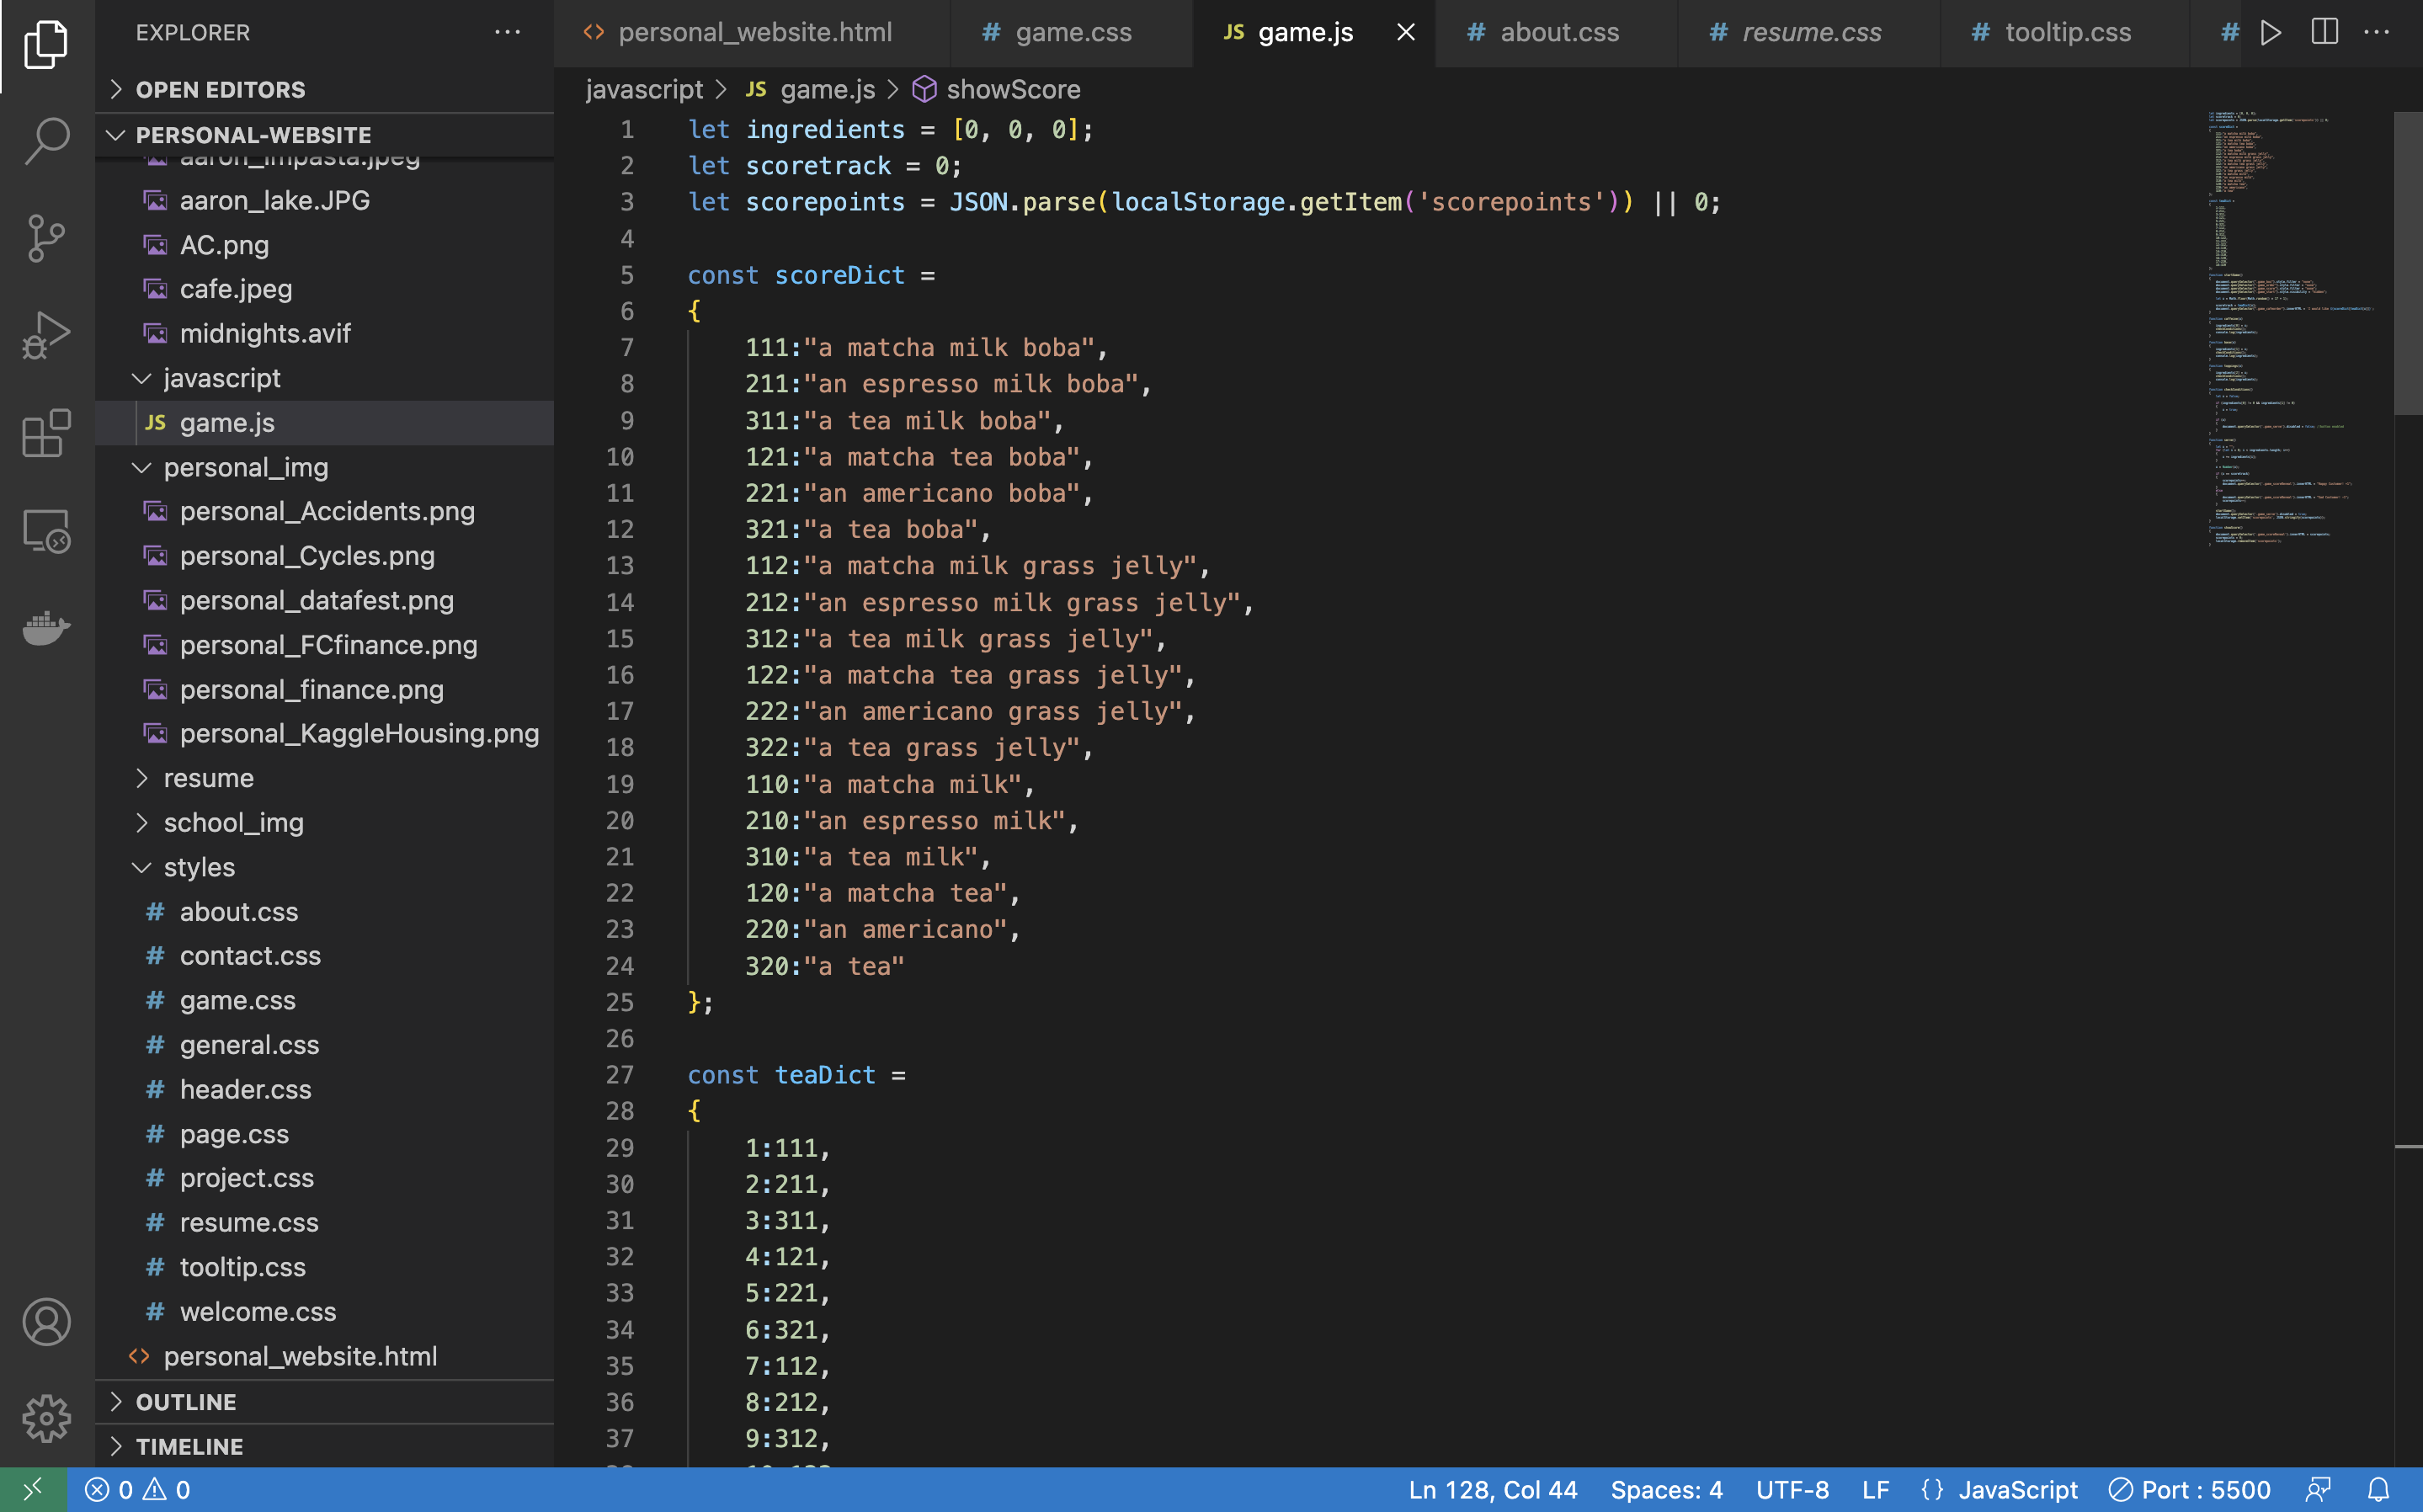 EXPLORER
OPEN EDITORS
PERSONAL-WEBSITE
aaron_impasta.jpeg
aaron_lake.JPG
AC.png
cafe.jpeg
midnights.avif
javascript
JS game.js
personal_img
personal_Accidents.png
personal_Cycles.png
personal_datafest.png
personal_FCfinance.png
personal_finance.png
personal_KaggleHousing.png
resume
school_img
styles
# about.css
# contact.css
# game.css
# general.css
# header.css
# page.css
# project.css
# resume.css
# tooltip.css
# welcome.css
<> personal_website.html
OUTLINE
TIMELINE
<> personal_website.html # game.css JS game.js # about.css # resume.css # tooltip.css #
javascript > JS game.js > showScore
1 let ingredients = [0, 0, 0];
2 let scoretrack = 0;
3 let scorepoints = JSON.parse(localStorage.getItem('scorepoints')) || 0;
4
5 const scoreDict =
6 {
7 111:"a matcha milk boba",
8 211:"an espresso milk boba",
9 311:"a tea milk boba",
10 121:"a matcha tea boba",
11 221:"an americano boba",
12 321:"a tea boba",
13 112:"a matcha milk grass jelly",
14 212:"an espresso milk grass jelly",
15 312:"a tea milk grass jelly",
16 122:"a matcha tea grass jelly",
17 222:"an americano grass jelly",
18 322:"a tea grass jelly",
19 110:"a matcha milk",
20 210:"an espresso milk",
21 310:"a tea milk",
22 120:"a matcha tea",
23 220:"an americano",
24 320:"a tea"
25 };
26
27 const teaDict =
28 {
29 1:111,
30 2:211,
31 3:311,
32 4:121,
33 5:221,
34 6:321,
35 7:112,
36 8:212,
37 9:312,
0 0 Ln 128, Col 44 Spaces: 4 UTF-8 LF {} JavaScript Port : 5500